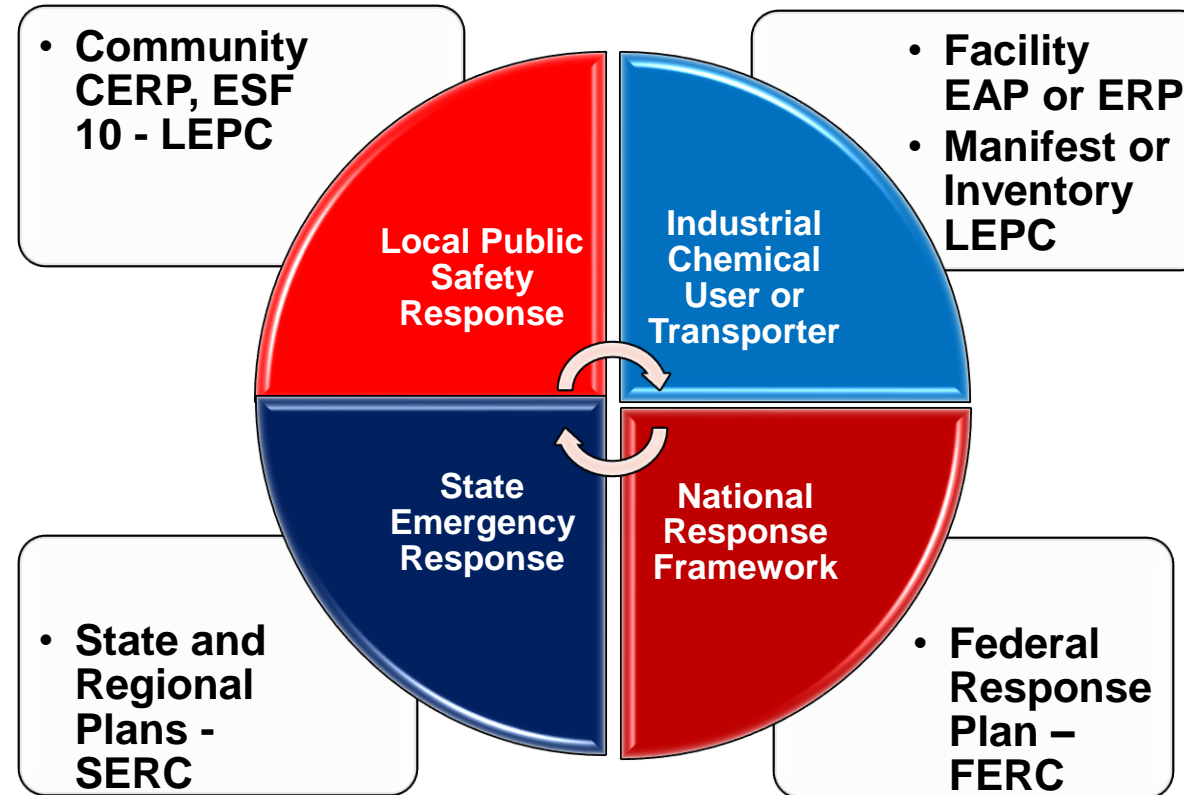 • Community
CERP, ESF
10 - LEPC
• Facility
EAP or ERP
• Manifest or
Inventory
LEPC
Local Public
Safety
Response
Industrial
Chemical
User or
Transporter
State
Emergency
Response
National
Response
Framework
• State and
Regional
Plans -
SERC
• Federal
Response
Plan –
FERC